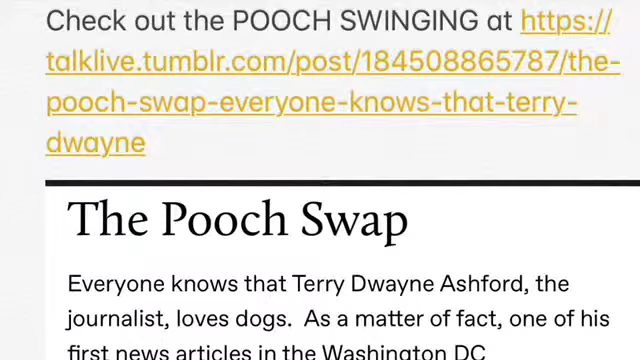 Check out the POOCH SWINGING at https://
talklive.tumblr.com/post/184508865787/the-
pooch-swap-everyone-knows-that-terry-
dwayne
The Pooch Swap
Everyone knows that Terry Dwayne Ashford, the
journalist, loves dogs.  As a matter of fact, one of his
first news articles in the Washington DC